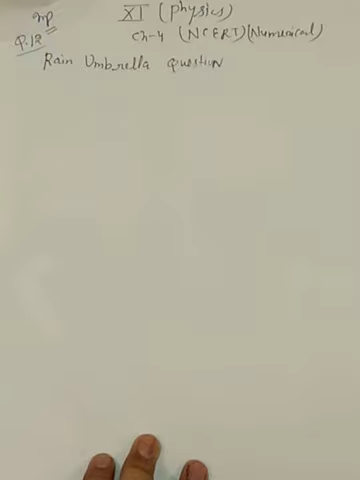 Imp
XI (Physics)
Q.12
Ch-4 (NCERT) (Numerical)
Rain Umbrella question